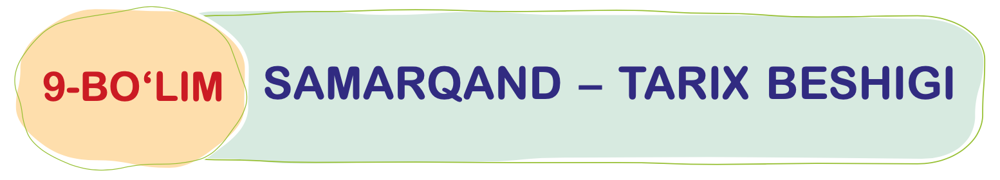 9-BO‘LIM SAMARQAND – TARIX BESHIGI